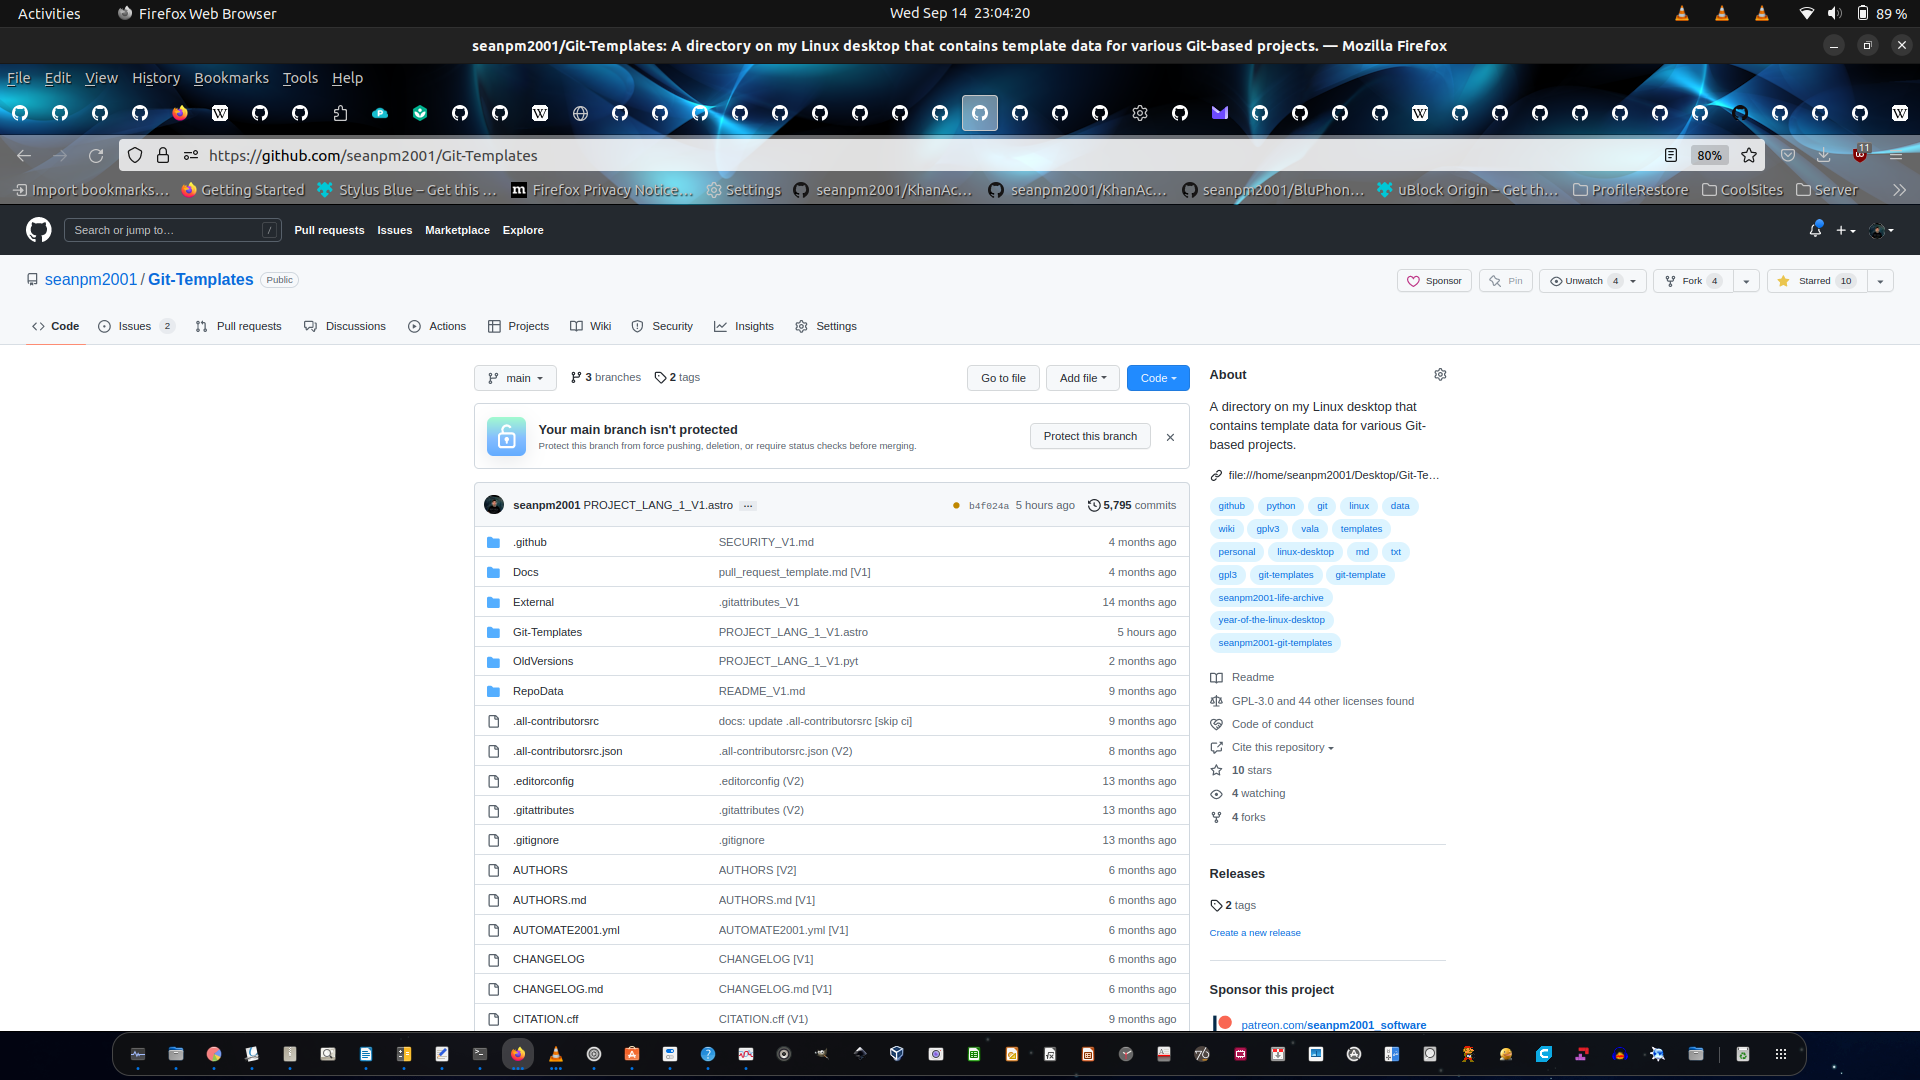 Activities Firefox Web Browser Wed Sep 14 23:04:20 89 %
seanpm2001/Git-Templates: A directory on my Linux desktop that contains template data for various Git-based projects. — Mozilla Firefox
File Edit View History Bookmarks Tools Help
https://github.com/seanpm2001/Git-Templates 80% 11
Import bookmarks… Getting Started Stylus Blue – Get this … Firefox Privacy Notice… Settings seanpm2001/KhanAc… seanpm2001/KhanAc… seanpm2001/BluPhon… uBlock Origin – Get th… ProfileRestore CoolSites Server
Search or jump to… / Pull requests Issues Marketplace Explore
seanpm2001 / Git-Templates Public Sponsor Pin Unwatch 4 Fork 4 Starred 10
Code Issues 2 Pull requests Discussions Actions Projects Wiki Security Insights Settings
main 3 branches 2 tags Go to file Add file Code
Your main branch isn't protected
Protect this branch from force pushing, deletion, or require status checks before merging.
Protect this branch
seanpm2001 PROJECT_LANG_1_V1.astro … b4f024a 5 hours ago 5,795 commits
.github SECURITY_V1.md 4 months ago
Docs pull_request_template.md [V1] 4 months ago
External .gitattributes_V1 14 months ago
Git-Templates PROJECT_LANG_1_V1.astro 5 hours ago
OldVersions PROJECT_LANG_1_V1.pyt 2 months ago
RepoData README_V1.md 9 months ago
.all-contributorsrc docs: update .all-contributorsrc [skip ci] 9 months ago
.all-contributorsrc.json .all-contributorsrc.json (V2) 8 months ago
.editorconfig .editorconfig (V2) 13 months ago
.gitattributes .gitattributes (V2) 13 months ago
.gitignore .gitignore 13 months ago
AUTHORS AUTHORS [V2] 6 months ago
AUTHORS.md AUTHORS.md [V1] 6 months ago
AUTOMATE2001.yml AUTOMATE2001.yml [V1] 6 months ago
CHANGELOG CHANGELOG [V1] 6 months ago
CHANGELOG.md CHANGELOG.md [V1] 6 months ago
CITATION.cff CITATION.cff (V1) 9 months ago
About
A directory on my Linux desktop that
contains template data for various Git-
based projects.
file:///home/seanpm2001/Desktop/Git-Te…
github python git linux data
wiki gplv3 vala templates
personal linux-desktop md txt
gpl3 git-templates git-template
seanpm2001-life-archive
year-of-the-linux-desktop
seanpm2001-git-templates
Readme
GPL-3.0 and 44 other licenses found
Code of conduct
Cite this repository
10 stars
4 watching
4 forks
Releases
2 tags
Create a new release
Sponsor this project
patreon.com/seanpm2001_software